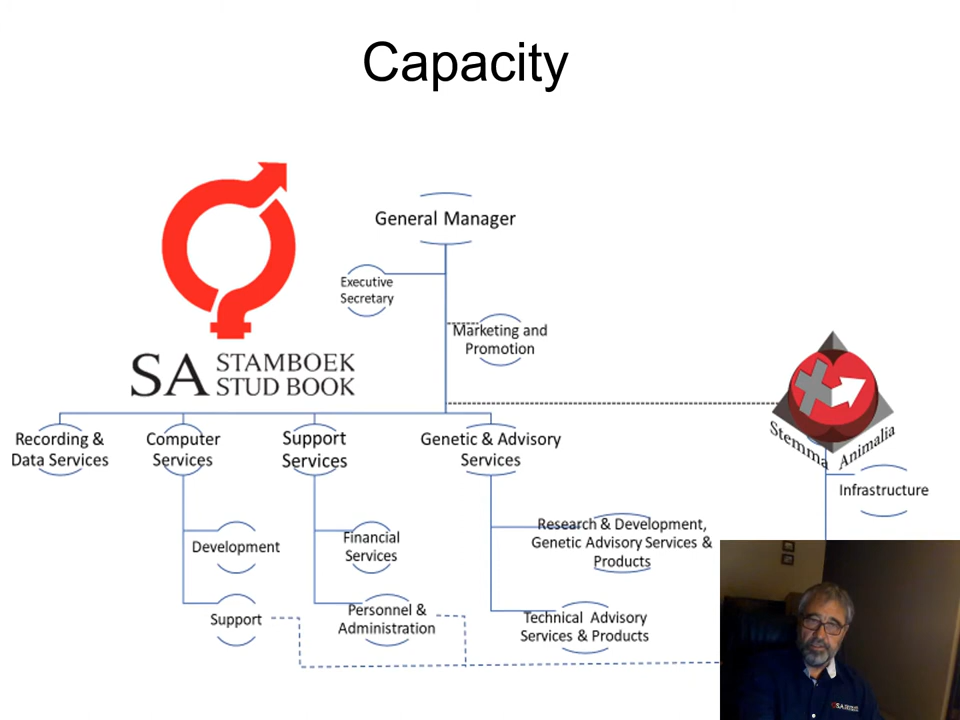 Capacity
SA
STAMBOEK
STUD BOOK
General Manager
Executive
Secretary
Marketing and
Promotion
Stemma Animalia
Recording &
Data Services
Computer
Services
Support
Services
Genetic & Advisory
Services
Infrastructure
Development
Support
Financial
Services
Personnel &
Administration
Research & Development,
Genetic Advisory Services &
Products
Technical Advisory
Services & Products